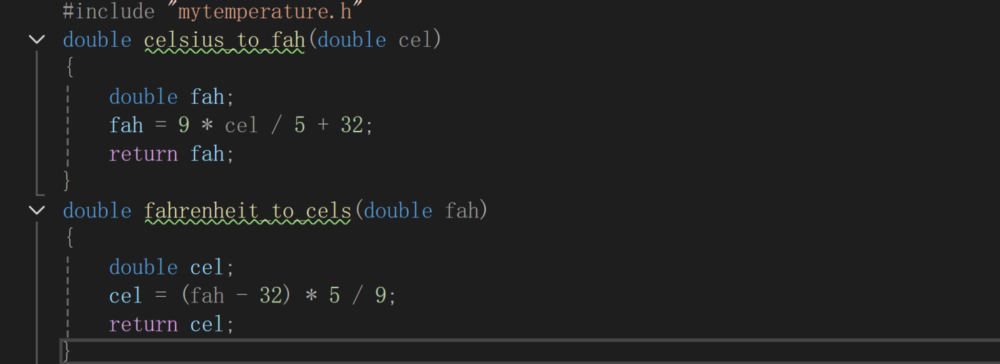 #include "mytemperature.h"
double celsius_to_fah(double cel)
{
    double fah;
    fah = 9 * cel / 5 + 32;
    return fah;
}
double fahrenheit_to_cels(double fah)
{
    double cel;
    cel = (fah - 32) * 5 / 9;
    return cel;
}